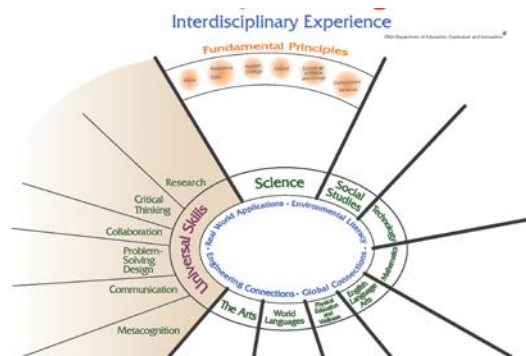 Interdisciplinary Experience
Fundamental Principles
Research
Critical
Thinking
Collaboration
Problem-
Solving
Design
Communication
Metacognition
Universal Skills
Science
Social
Studies
Technology
Mathematics
English
Language
Arts
Physical
Education
and
Wellness
World
Languages
The Arts
Real World Applications • Environmental Literacy
Engineering Connections • Global Connections •